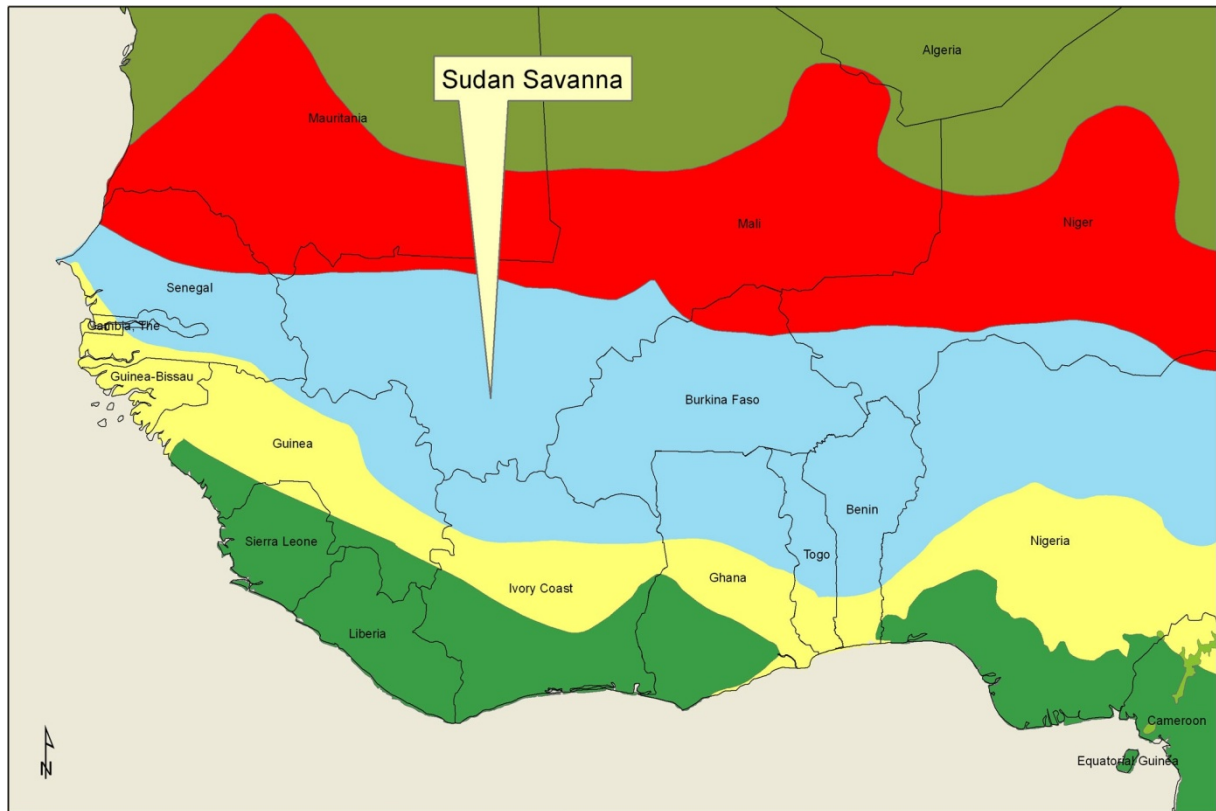 Algeria
Sudan Savanna
Mauritania
Mali
Niger
Senegal
Gambia, The
Guinea-Bissau
Burkina Faso
Guinea
Benin
Sierra Leone
Nigeria
Togo
Ghana
Ivory Coast
Liberia
Cameroon
N
Equatorial Guinea